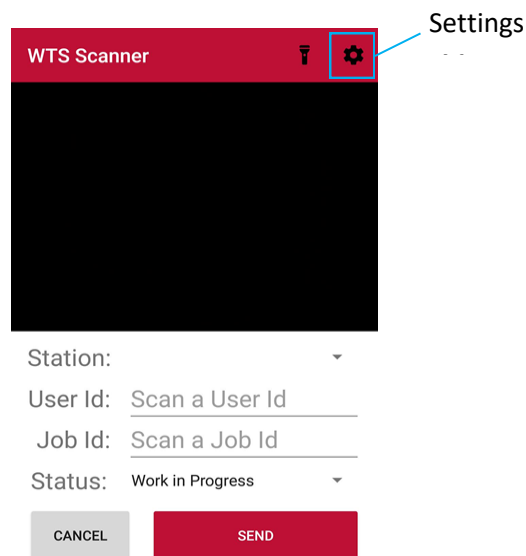 Settings
WTS Scanner
Station:
User Id: Scan a User Id
Job Id: Scan a Job Id
Status: Work in Progress
CANCEL SEND